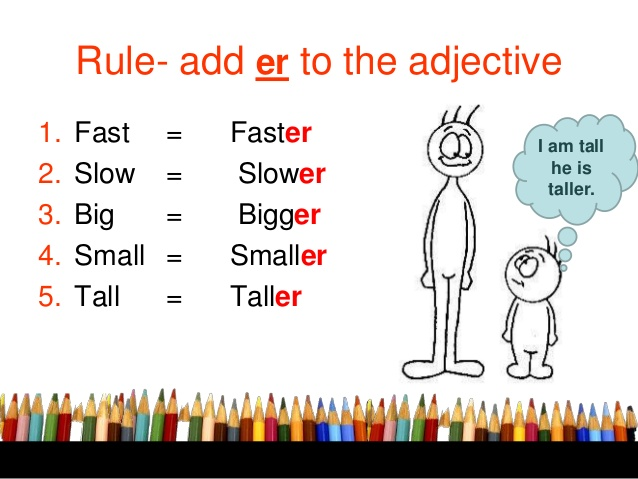 Rule- add er to the adjective
1. Fast = Faster
2. Slow = Slower
3. Big = Bigger
4. Small = Smaller
5. Tall = Taller
I am tall
he is
taller.